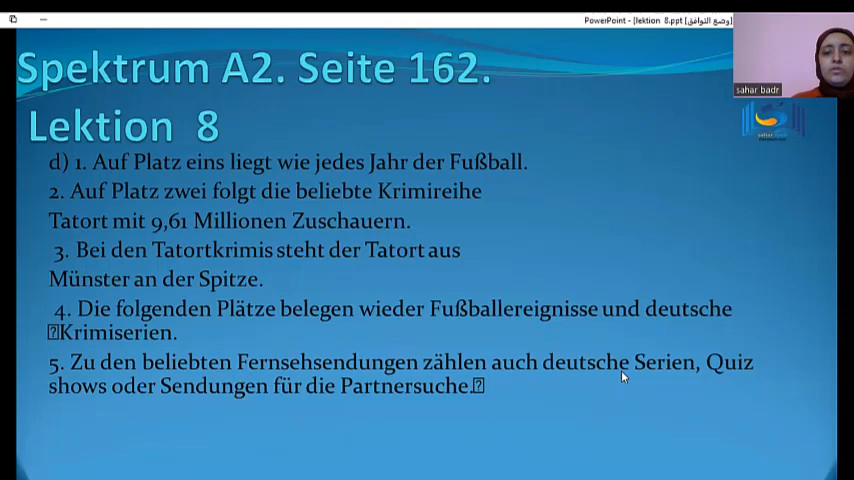 PowerPoint - [lektion 8.ppt [وضع التوافق]
sahar badr
Spektrum A2. Seite 162.
Lektion 8
d) 1. Auf Platz eins liegt wie jedes Jahr der Fußball.
2. Auf Platz zwei folgt die beliebte Krimireihe
Tatort mit 9,61 Millionen Zuschauern.
3. Bei den Tatortkrimis steht der Tatort aus
Münster an der Spitze.
4. Die folgenden Plätze belegen wieder Fußballereignisse und deutsche
Krimiserien.
5. Zu den beliebten Fernsehsendungen zählen auch deutsche Serien, Quiz
shows oder Sendungen für die Partnersuche.